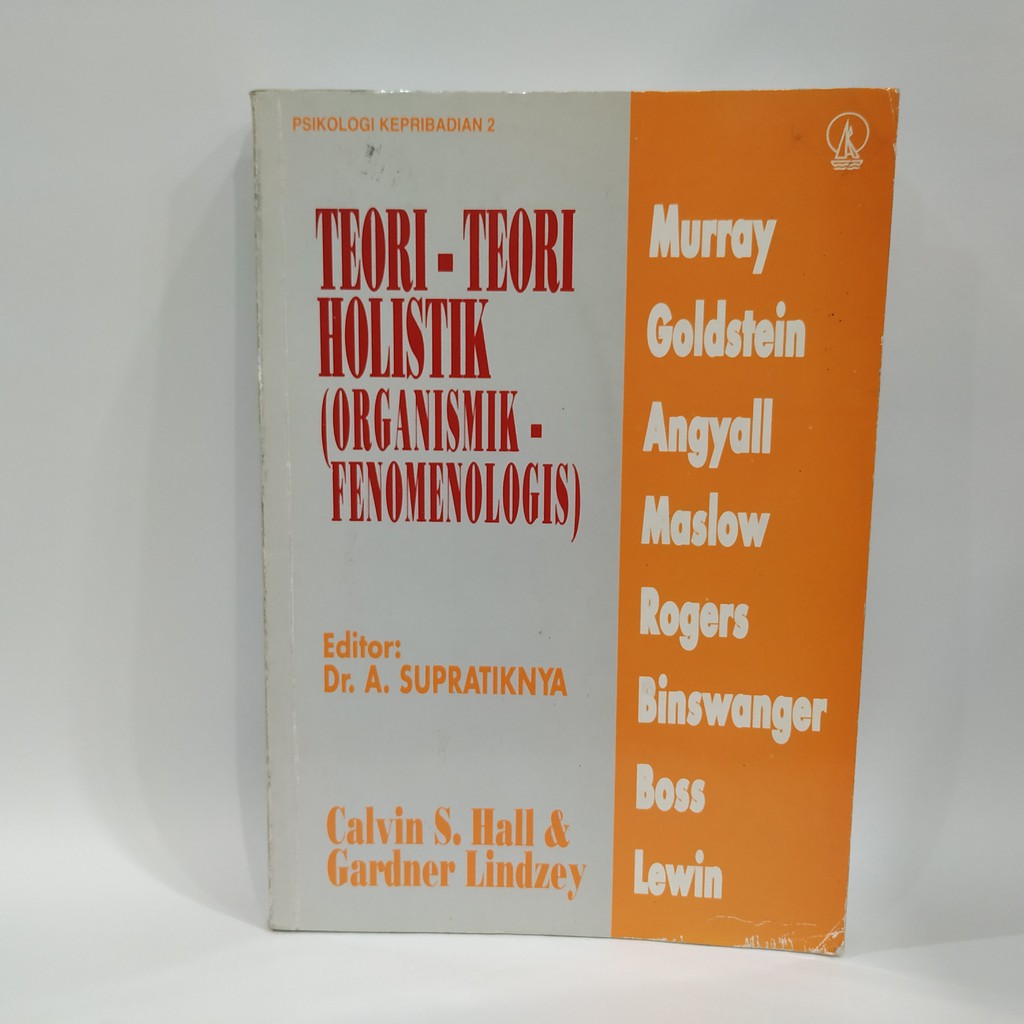 PSIKOLOGI KEPRIBADIAN 2
TEORI - TEORI
HOLISTIK
(ORGANISMIK -
FENOMENOLOGIS)
Editor:
Dr. A. SUPRATIKNYA
Calvin S. Hall &
Gardner Lindzey
Murray
Goldstein
Angyall
Maslow
Rogers
Binswanger
Boss
Lewin